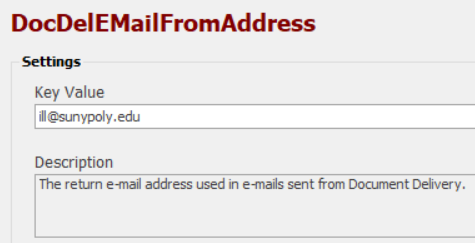 DocDelEMailFromAddress
Settings
Key Value
ill@sunypoly.edu
Description
The return e-mail address used in e-mails sent from Document Delivery.